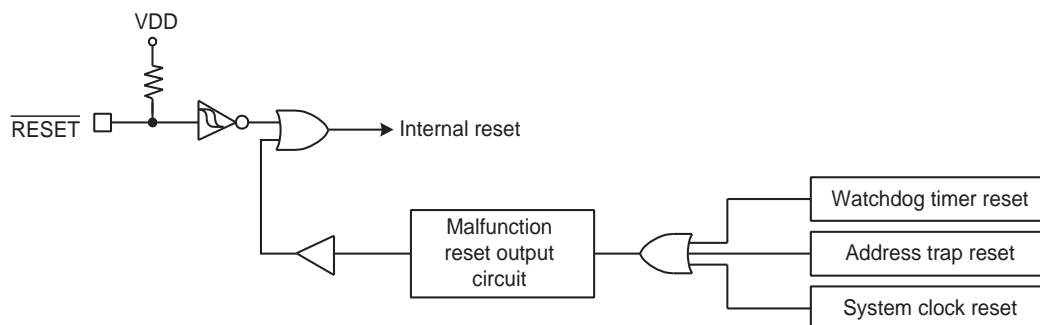 VDD
RESET
Internal reset
Malfunction
reset output
circuit
Watchdog timer reset
Address trap reset
System clock reset